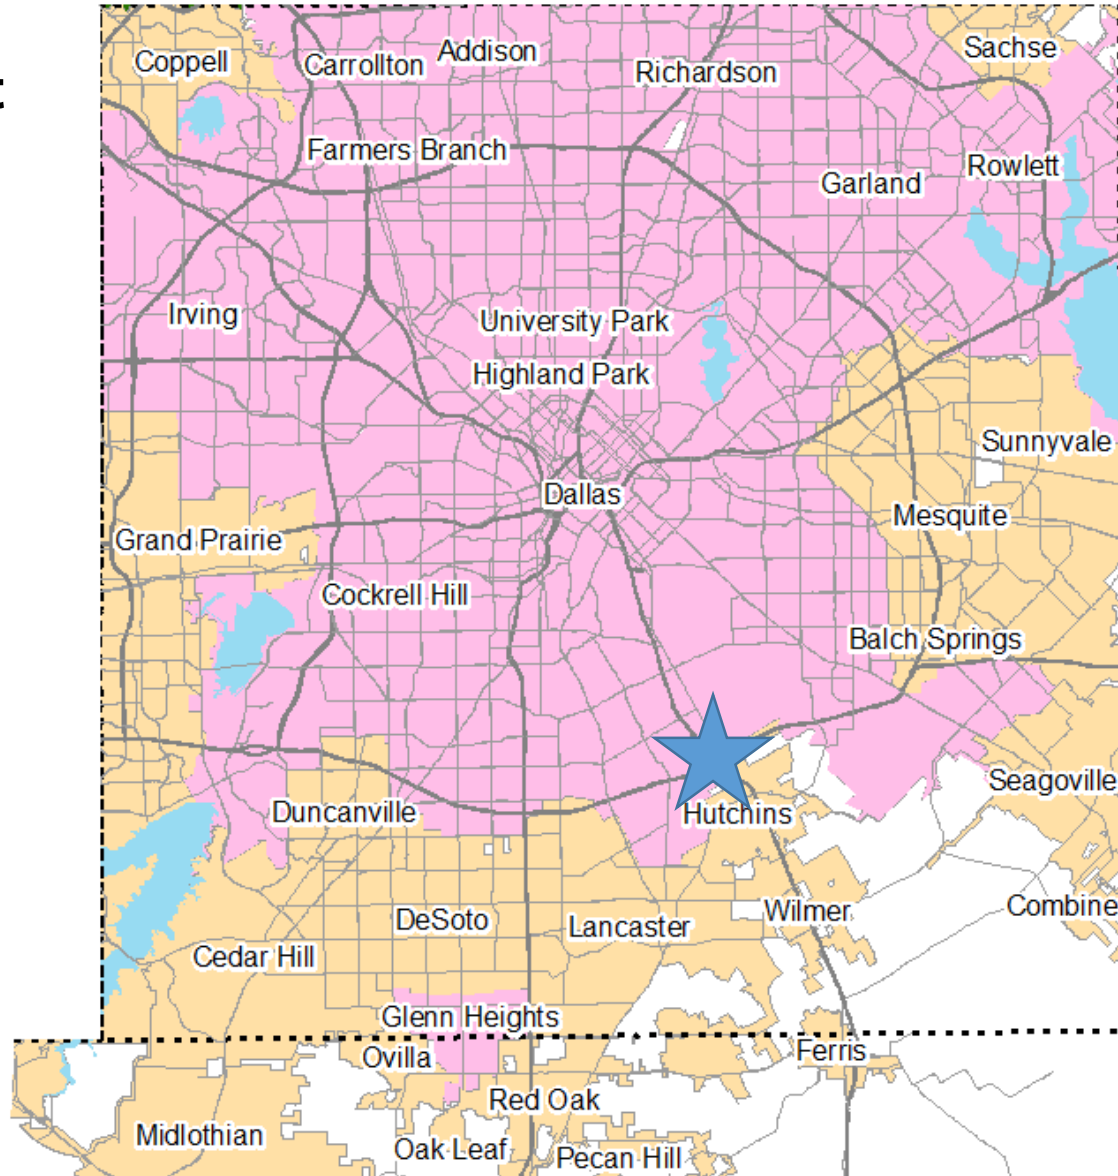 Addison
Sachse
Coppell
Carrollton
Richardson
Farmers Branch
Rowlett
Garland
Irving
University Park
Highland Park
Sunnyvale
Dallas
Mesquite
Grand Prairie
Cockrell Hill
Balch Springs
Seagoville
Duncanville
Hutchins
Combine
Wilmer
DeSoto
Lancaster
Cedar Hill
Glenn Heights
Ferris
Ovilla
Red Oak
Midlothian
Oak Leaf
Pecan Hill